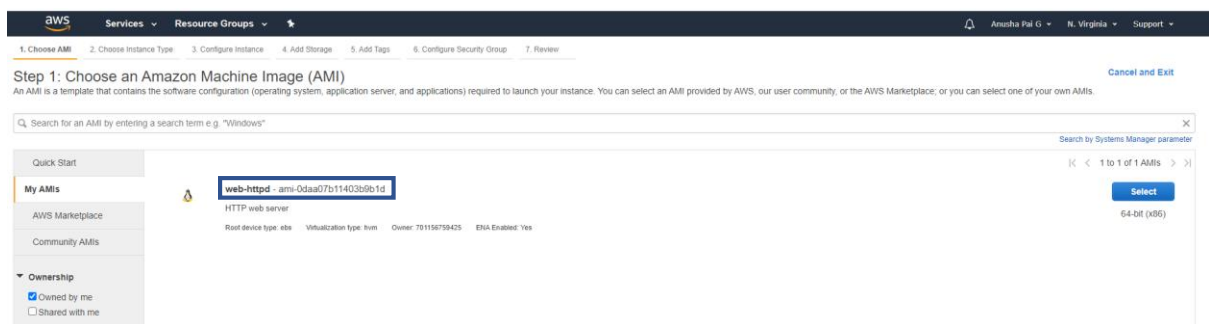 aws Services Resource Groups Anusha Pai G N. Virginia Support
1. Choose AMI 2. Choose Instance Type 3. Configure Instance 4. Add Storage 5. Add Tags 6. Configure Security Group 7. Review
Step 1: Choose an Amazon Machine Image (AMI) Cancel and Exit
An AMI is a template that contains the software configuration (operating system, application server, and applications) required to launch your instance. You can select an AMI provided by AWS, our user community, or the AWS Marketplace; or you can select one of your own AMIs.
Search for an AMI by entering a search term e.g. "Windows"
Search by Systems Manager parameter
Quick Start
1 to 1 of 1 AMIs
My AMIs
web-httpd - ami-0daa07b11403b9b1d
Select
HTTP web server
64-bit (x86)
AWS Marketplace
Root device type: ebs Virtualization type: hvm Owner: 701156759425 ENA Enabled: Yes
Community AMIs
Ownership
Owned by me
Shared with me